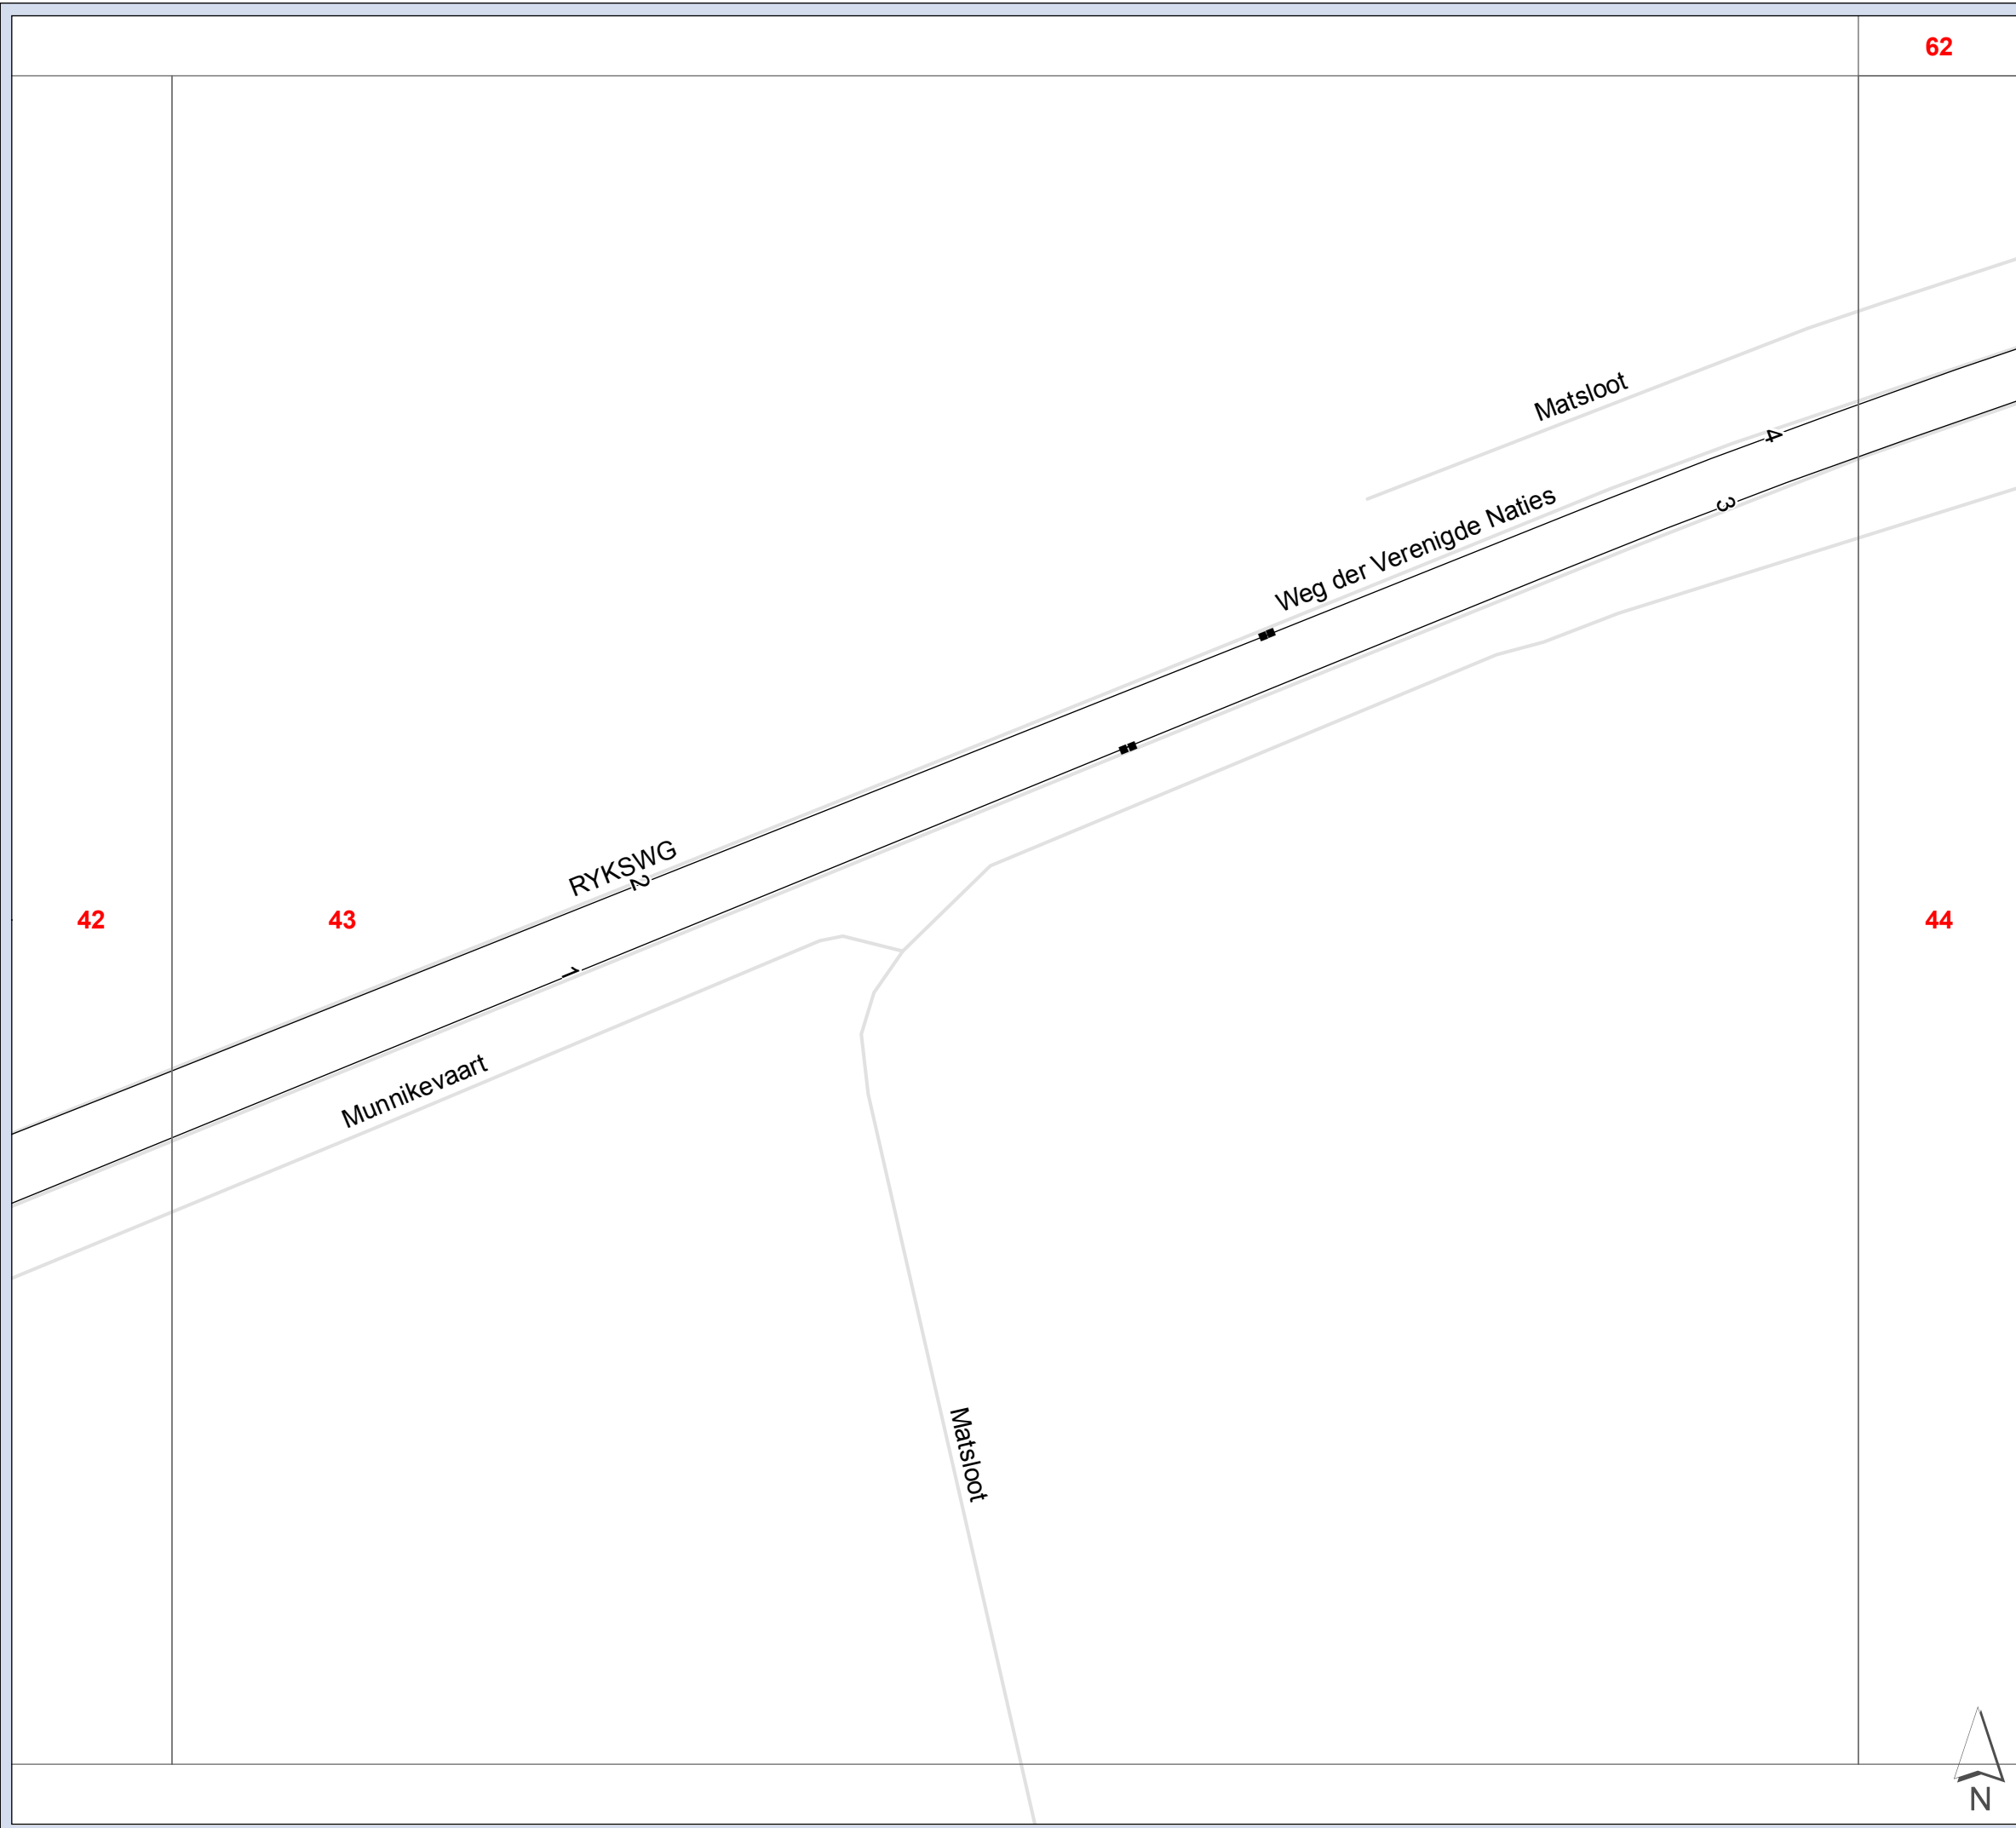 62
Matsloot
4
3
Weg der Verenigde Naties
RYKSWG
2
42
43
44
1
Munnikevaart
Matsloot
N